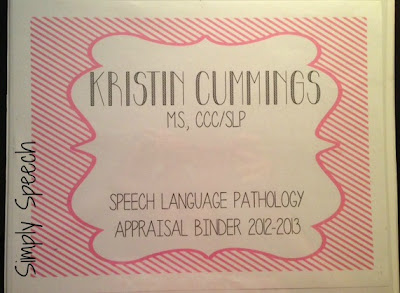 KRISTIN CUMMINGS
MS, CCC/SLP
SPEECH LANGUAGE PATHOLOGY
APPRAISAL BINDER 2012-2013
Simply Speech